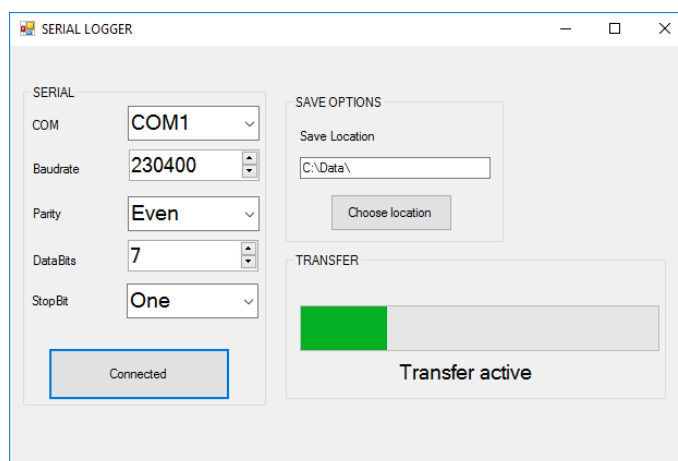 SERIAL LOGGER
SERIAL
COM
COM1
Baudrate
230400
Parity
Even
DataBits
7
StopBit
One
Connected
SAVE OPTIONS
Save Location
C:\Data\
Choose location
TRANSFER
Transfer active